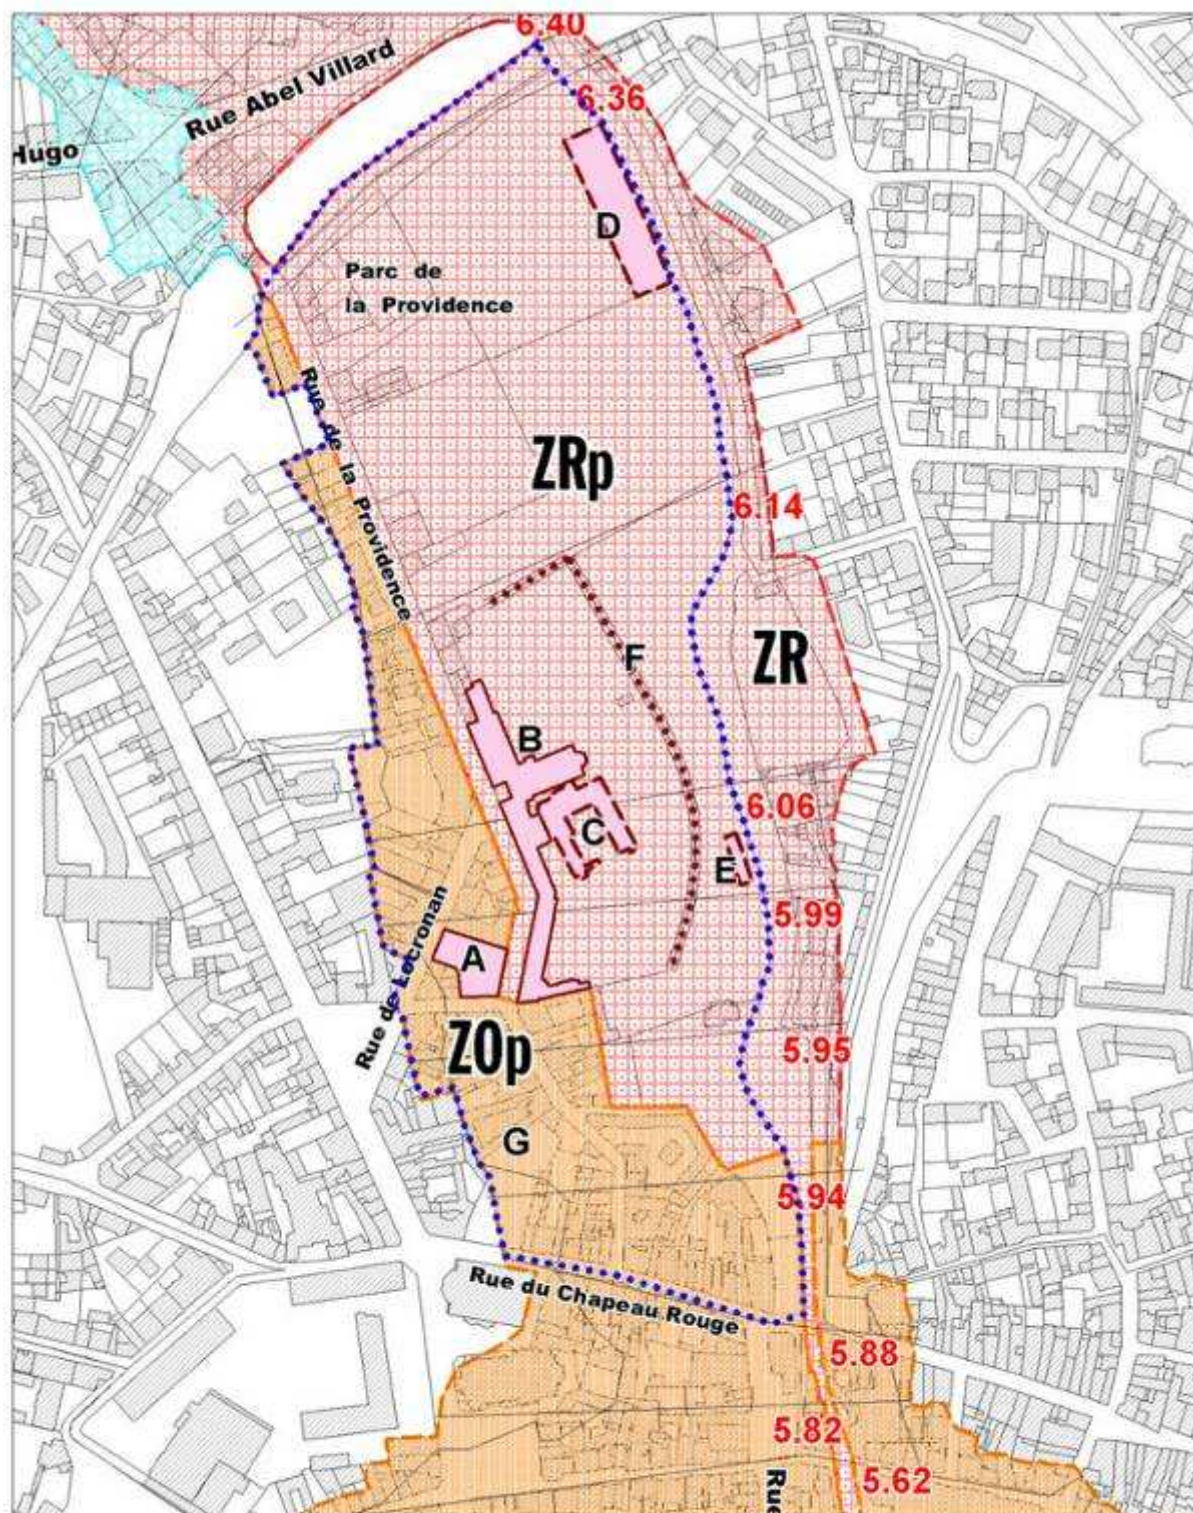 6.40
Rue Abel Villard
6.36
Hugo
D
Parc de
la Providence
Rue de la Providence
ZRp
6.14
F
ZR
B
6.06
C
E
5.99
Rue de Locronan
A
ZOp
5.95
G
5.94
Rue du Chapeau Rouge
5.88
5.82
Rue
5.62